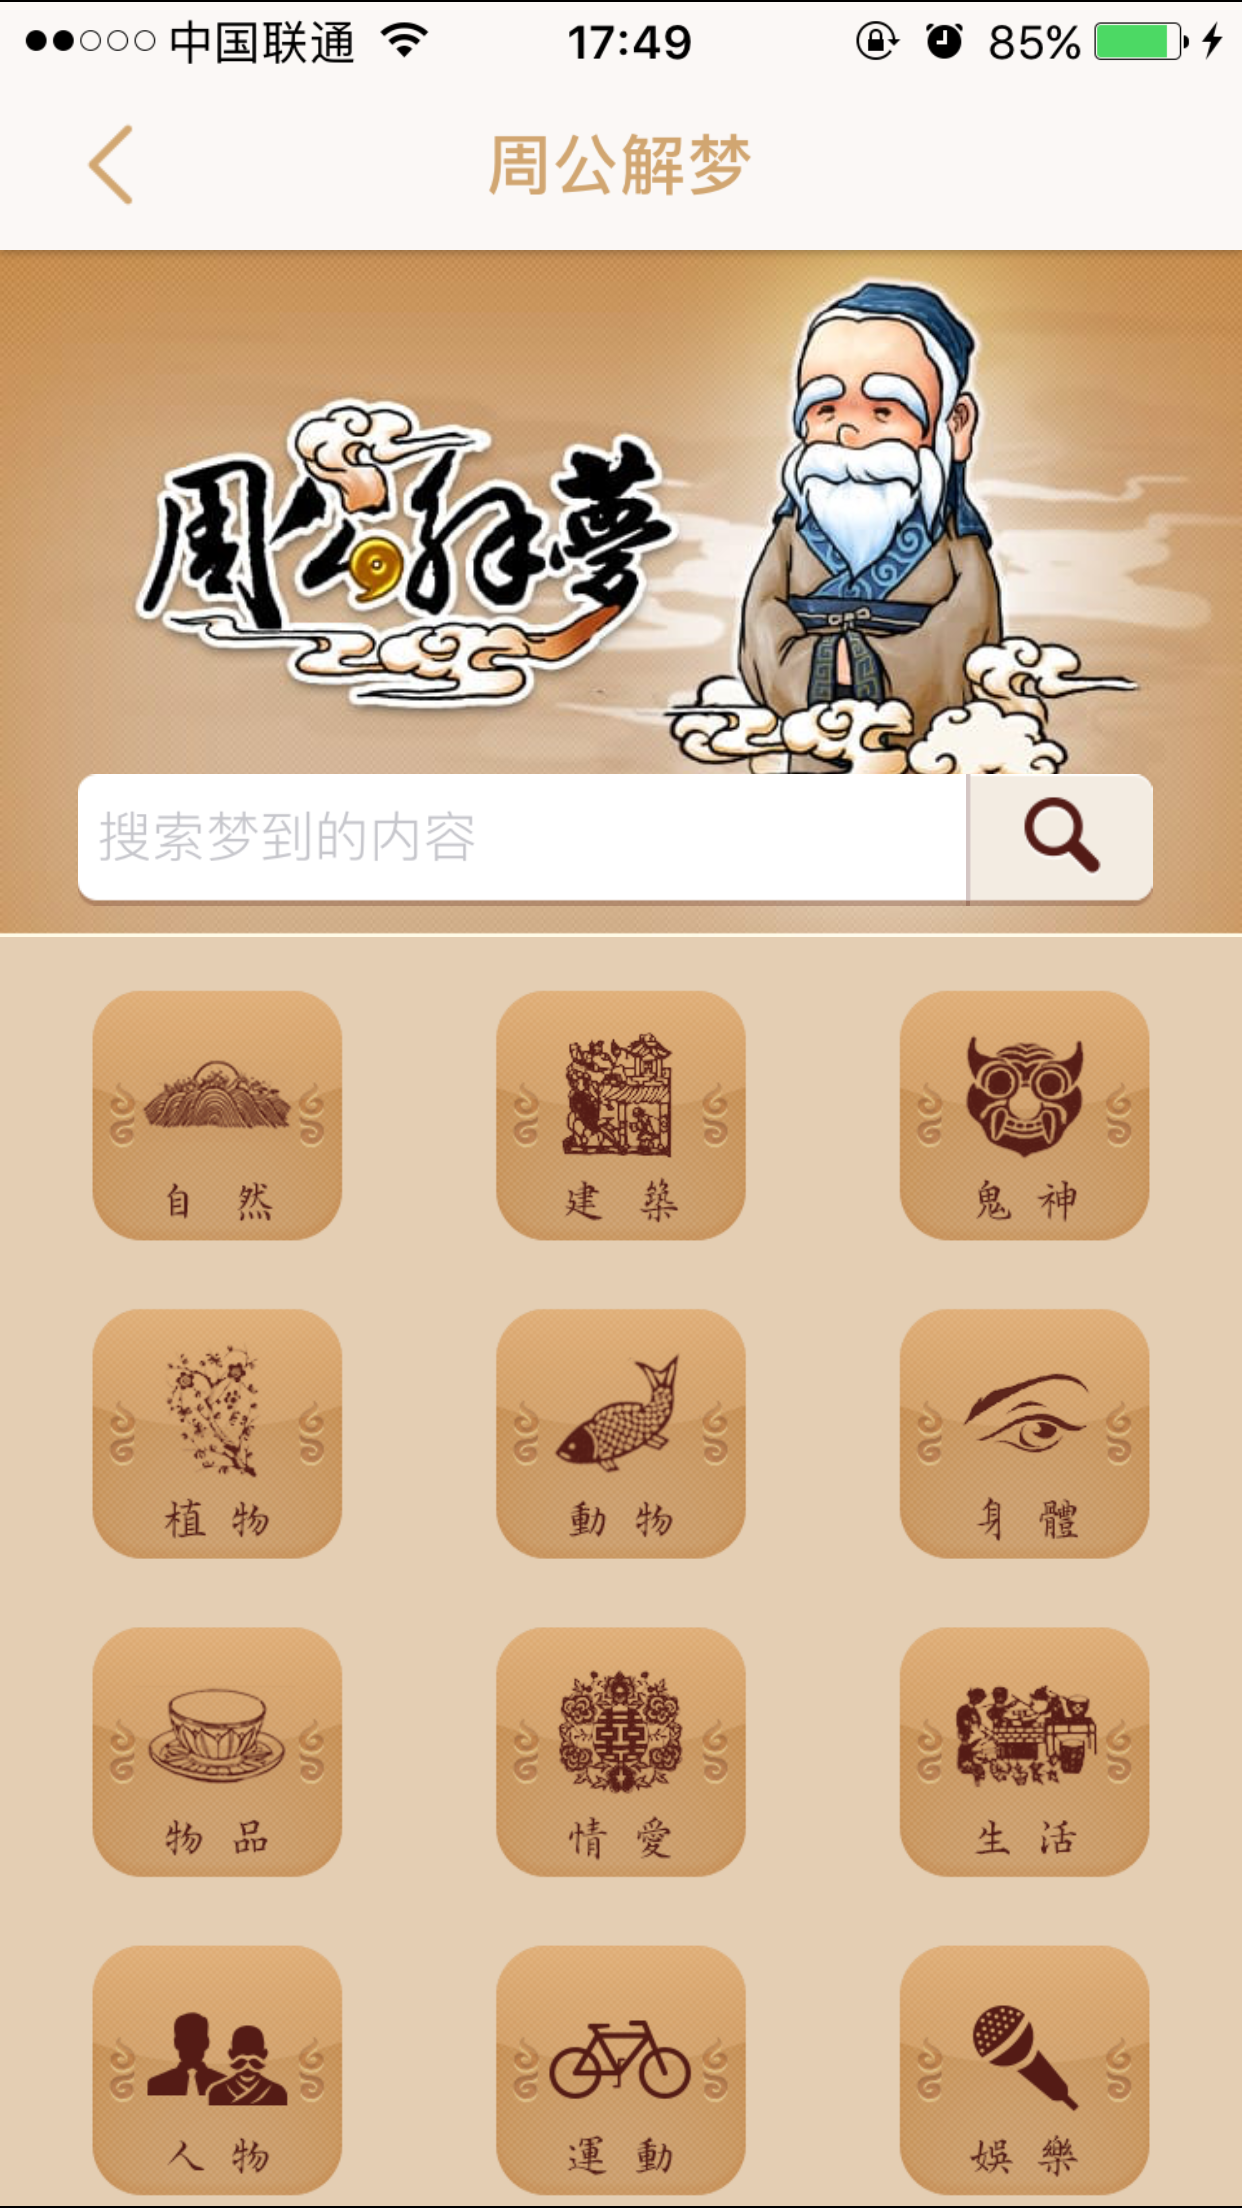 中国联通 17:49 85%
周公解梦
周公解夢
搜索梦到的内容
自然 建築 鬼神
植物 動物 身體
物品 情愛 生活
人物 運動 娛樂